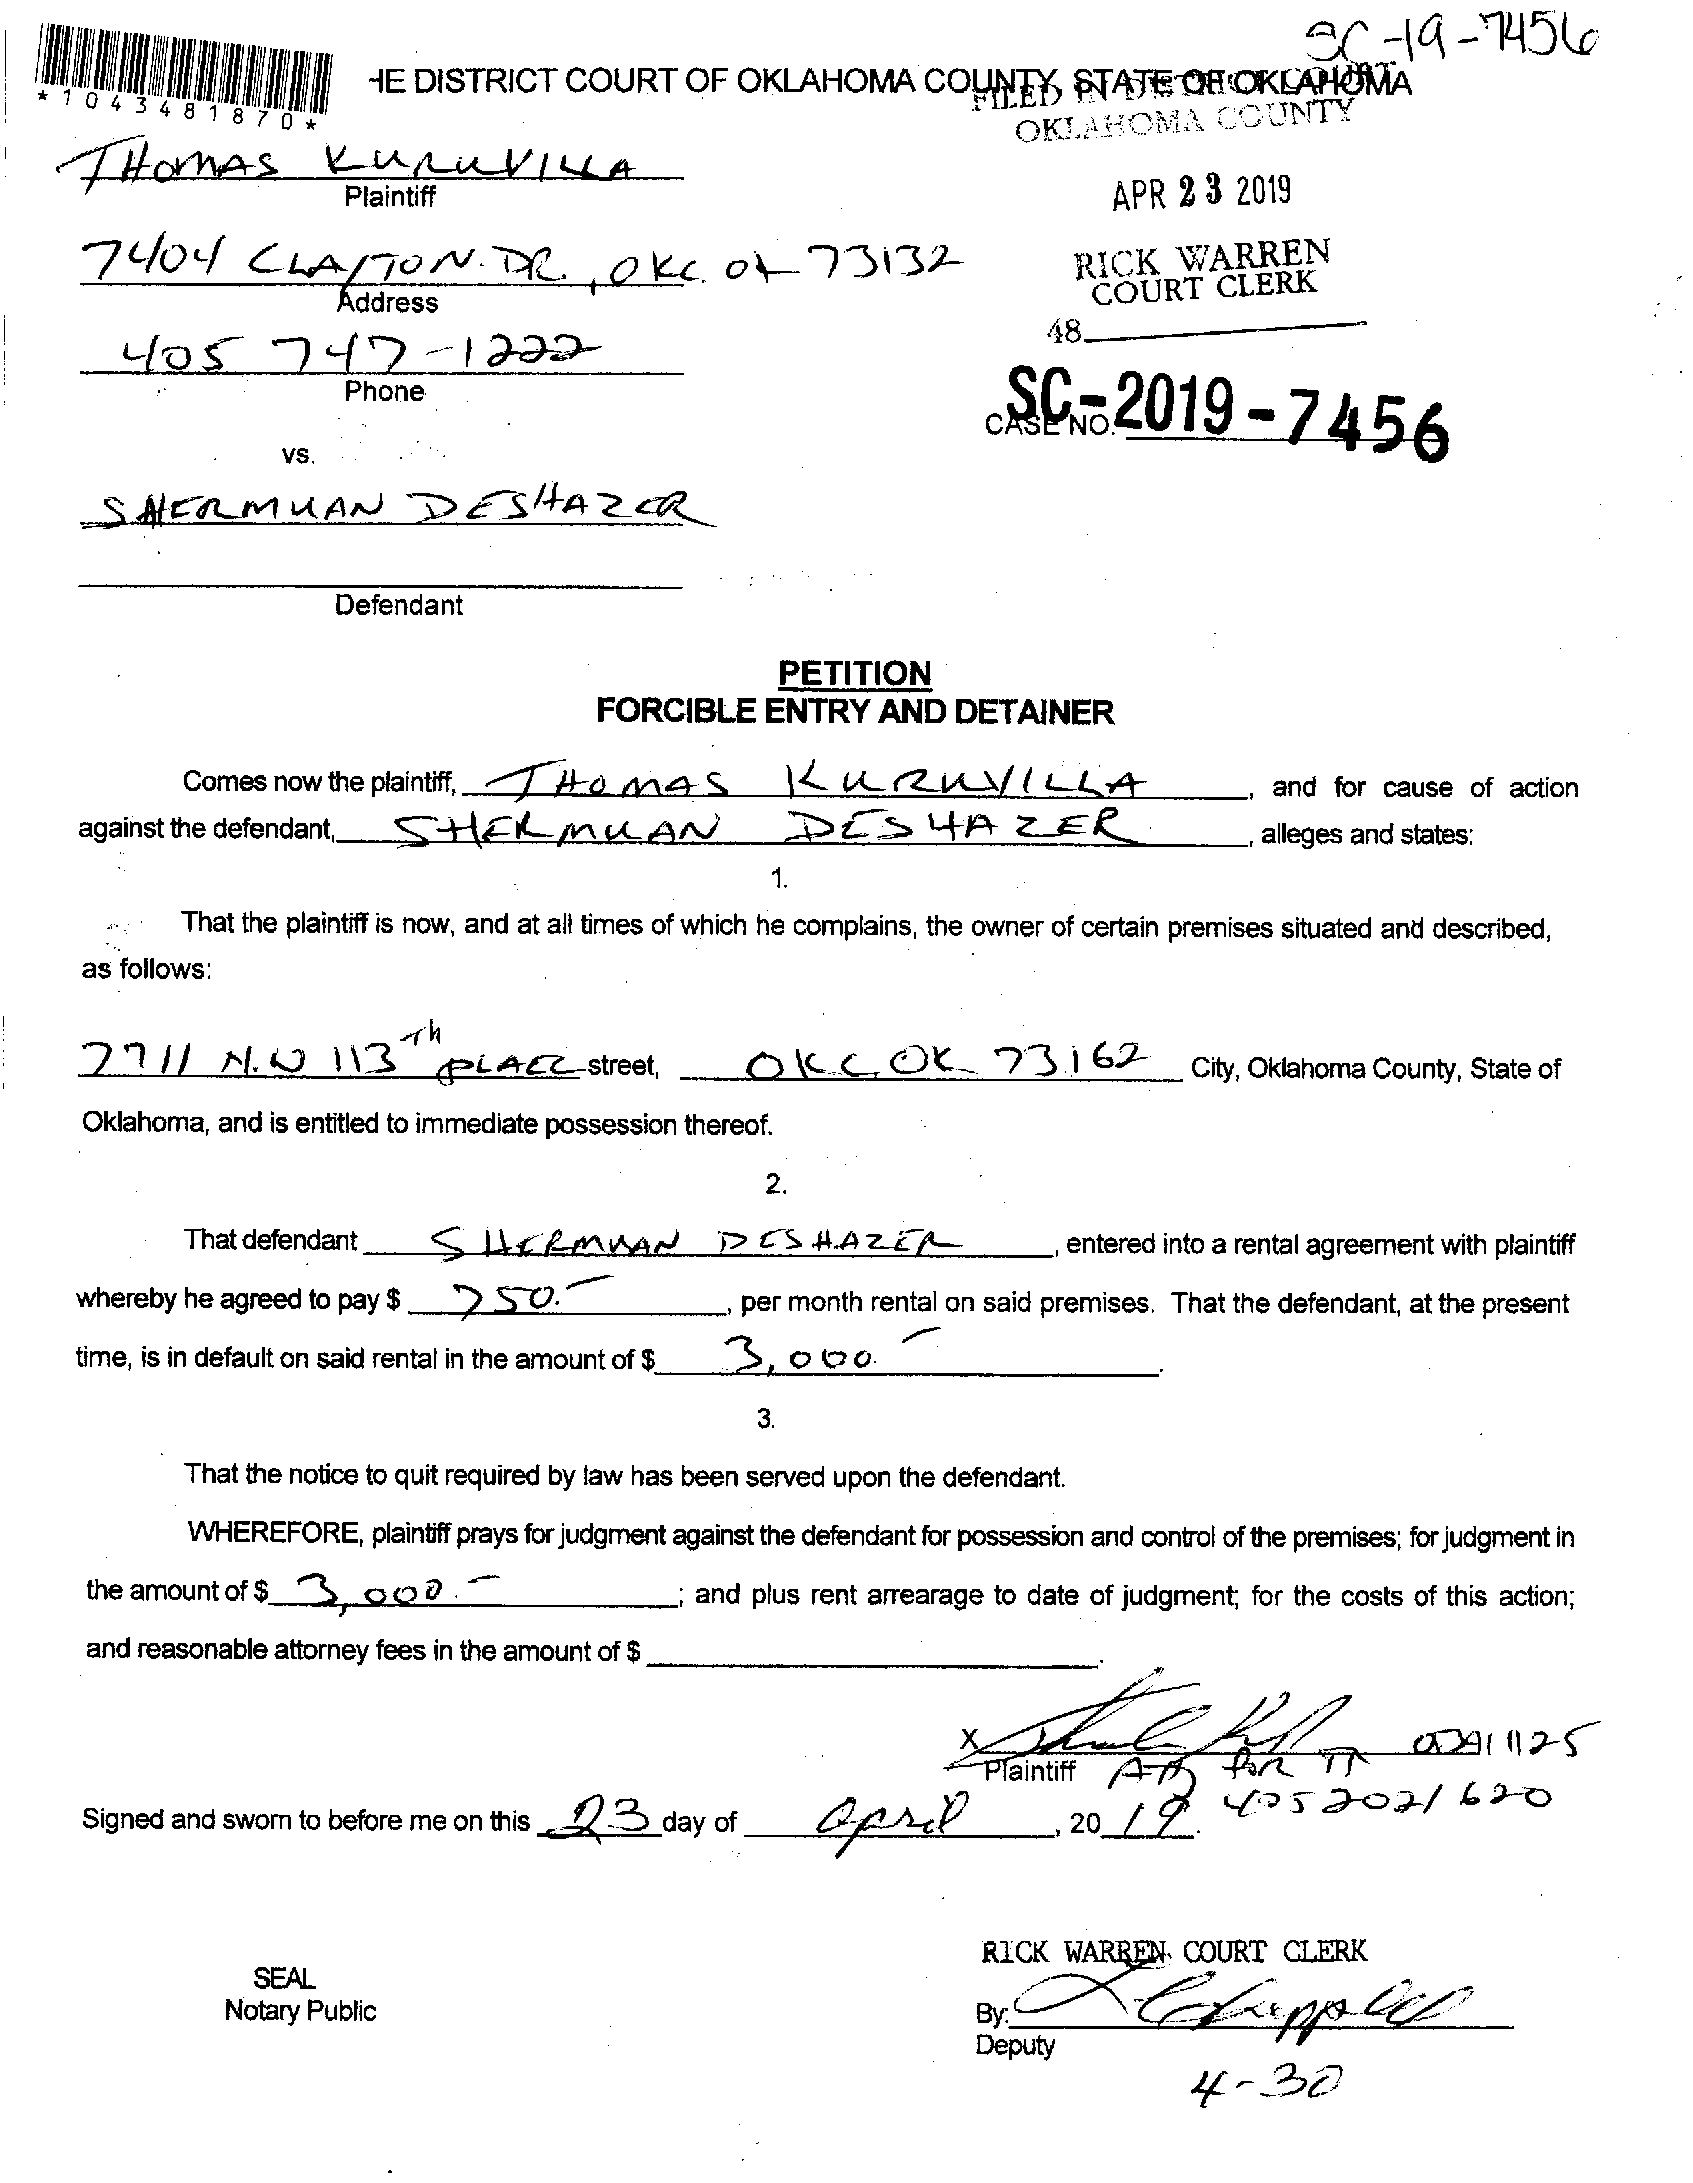 SC-19-7456
*1043481870*
HE DISTRICT COURT OF OKLAHOMA COUNTY, STATE OF OKLAHOMA
FILED IN DISTRICT COURT
OKLAHOMA COUNTY
THOMAS KURUVILLA
Plaintiff
APR 23 2019
7404 CLAYTON DR., OKC. OK 73132
Address
RICK WARREN
COURT CLERK
48
405 747-1222
Phone
CASE NO. SC-2019-7456
vs.
SHERMUAN DESHAZER
Defendant
PETITION
FORCIBLE ENTRY AND DETAINER
Comes now the plaintiff, THOMAS KURUVILLA, and for cause of action
against the defendant, SHERMUAN DESHAZER, alleges and states:
1.
That the plaintiff is now, and at all times of which he complains, the owner of certain premises situated and described,
as follows:
7711 N.W 113Th PLACE street, OKC OK 73162 City, Oklahoma County, State of
Oklahoma, and is entitled to immediate possession thereof.
2.
That defendant SHERMUAN DESHAZER, entered into a rental agreement with plaintiff
whereby he agreed to pay $ 750.-, per month rental on said premises. That the defendant, at the present
time, is in default on said rental in the amount of $ 3,000.-.
3.
That the notice to quit required by law has been served upon the defendant.
WHEREFORE, plaintiff prays for judgment against the defendant for possession and control of the premises; for judgment in
the amount of $ 3,000.-; and plus rent arrearage to date of judgment; for the costs of this action;
and reasonable attorney fees in the amount of $.
X
Plaintiff
405 2021620
Signed and sworn to before me on this 23 day of April, 2019.
RICK WARREN COURT CLERK
SEAL
Notary Public
By:
Deputy
4-30